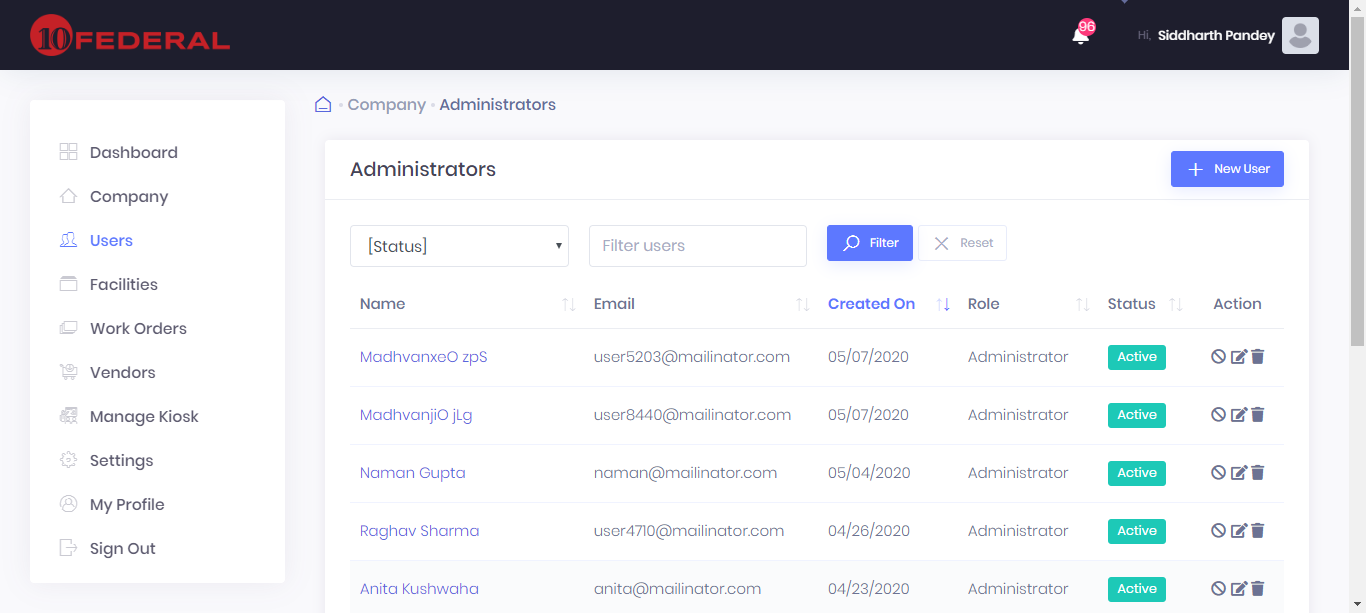 10 FEDERAL
96
Hi, Siddharth Pandey
Dashboard
Company
Users
Facilities
Work Orders
Vendors
Manage Kiosk
Settings
My Profile
Sign Out
Company • Administrators
Administrators
New User
[Status]
Filter users
Filter
Reset
Name Email Created On Role Status Action
MadhvanxeO zpS user5203@mailinator.com 05/07/2020 Administrator Active
MadhvanjiO jLg user8440@mailinator.com 05/07/2020 Administrator Active
Naman Gupta naman@mailinator.com 05/04/2020 Administrator Active
Raghav Sharma user4710@mailinator.com 04/26/2020 Administrator Active
Anita Kushwaha anita@mailinator.com 04/23/2020 Administrator Active